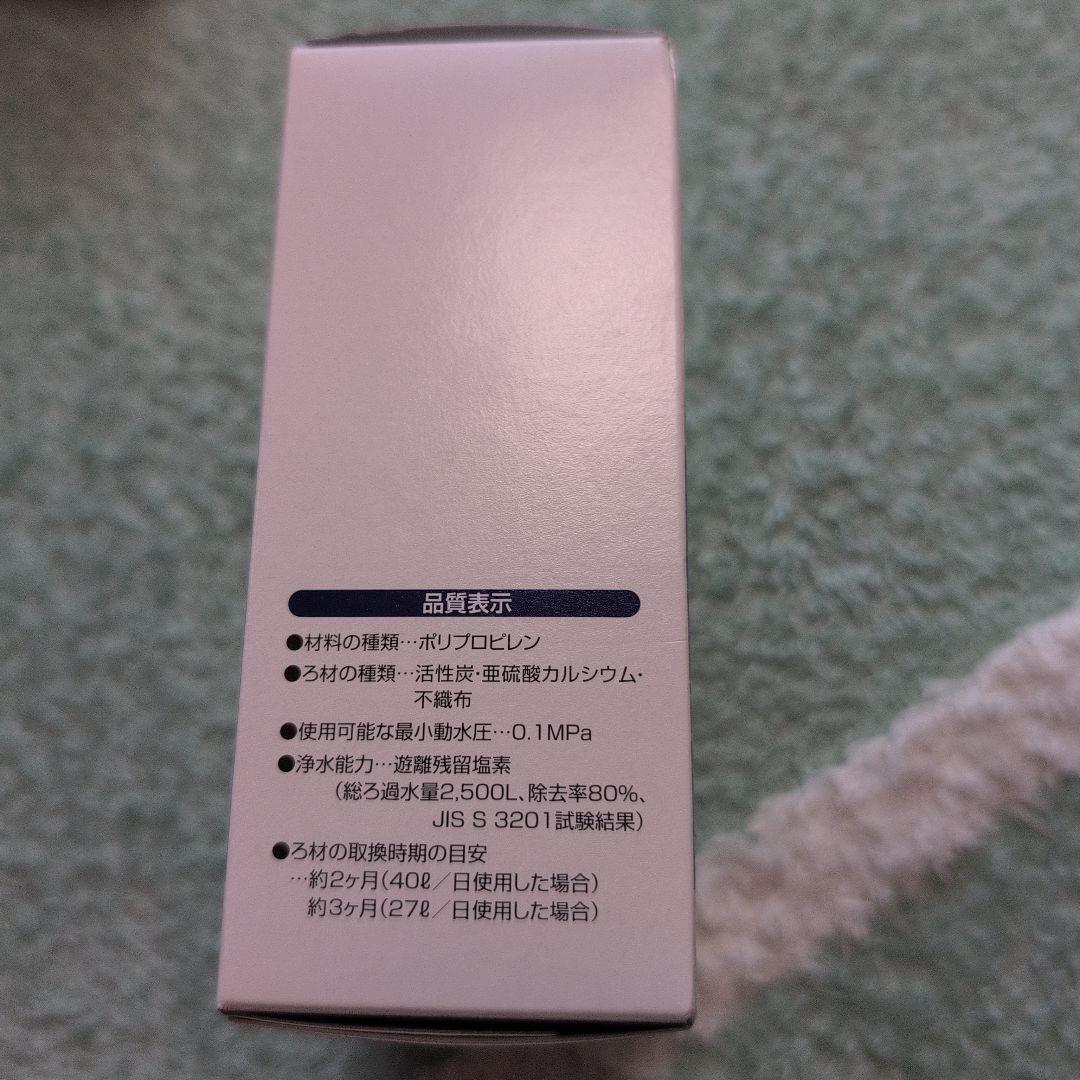 品質表示
●材料の種類…ポリプロピレン
●ろ材の種類…活性炭・亜硫酸カルシウム・
不織布
●使用可能な最小動水圧…0.1MPa
●浄水能力…遊離残留塩素
（総ろ過水量2,500L、除去率80%、
JIS S 3201試験結果）
●ろ材の取換時期の目安
…約2ヶ月（40ℓ／日使用した場合）
約3ヶ月（27ℓ／日使用した場合）